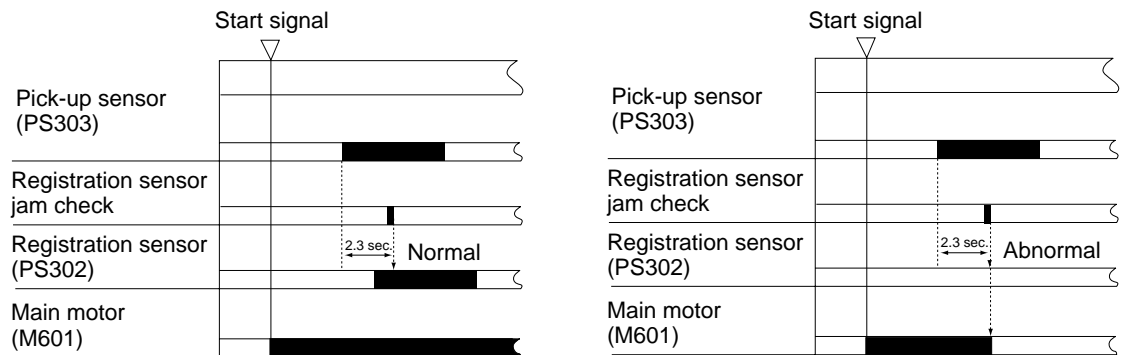 Start signal
Pick-up sensor
(PS303)
Registration sensor
jam check
Registration sensor
(PS302)
2.3 sec.
Normal
Main motor
(M601)
Start signal
Pick-up sensor
(PS303)
Registration sensor
jam check
Registration sensor
(PS302)
2.3 sec.
Abnormal
Main motor
(M601)